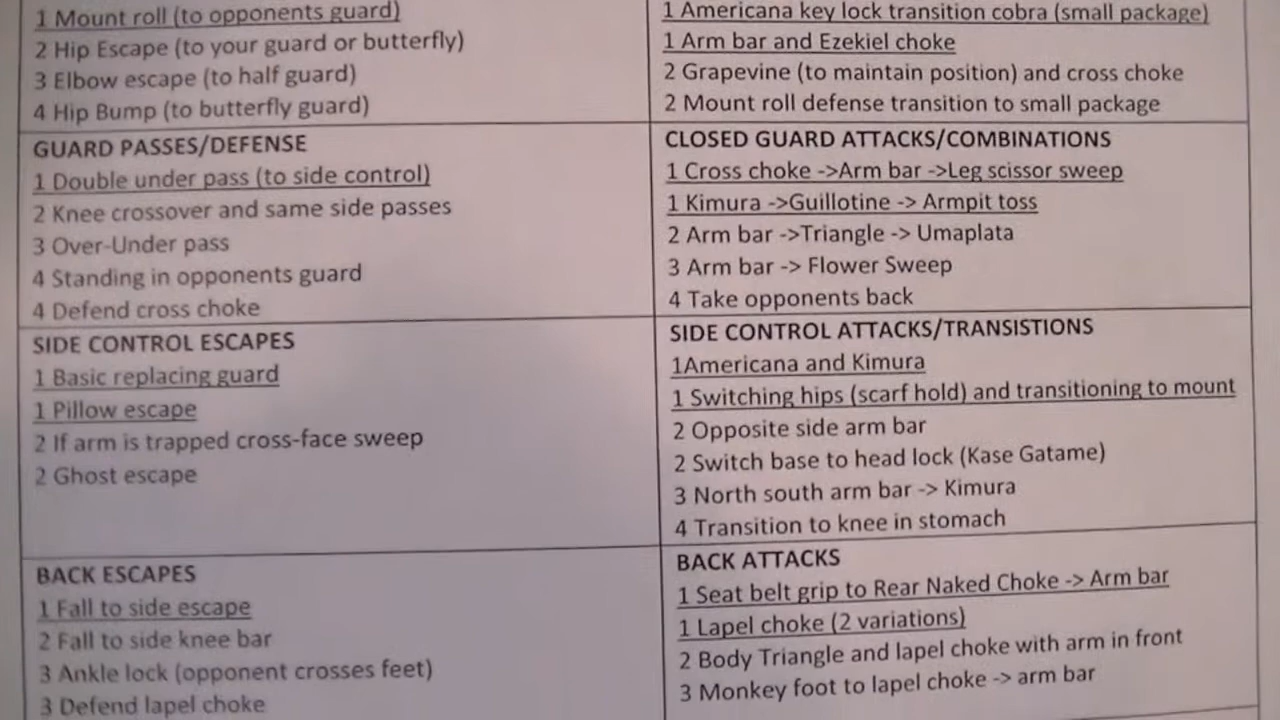 1 Mount roll (to opponents guard)
2 Hip Escape (to your guard or butterfly)
3 Elbow escape (to half guard)
4 Hip Bump (to butterfly guard)
1 Americana key lock transition cobra (small package)
1 Arm bar and Ezekiel choke
2 Grapevine (to maintain position) and cross choke
2 Mount roll defense transition to small package
GUARD PASSES/DEFENSE
1 Double under pass (to side control)
2 Knee crossover and same side passes
3 Over-Under pass
4 Standing in opponents guard
4 Defend cross choke
CLOSED GUARD ATTACKS/COMBINATIONS
1 Cross choke ->Arm bar ->Leg scissor sweep
1 Kimura ->Guillotine -> Armpit toss
2 Arm bar ->Triangle -> Umaplata
3 Arm bar -> Flower Sweep
4 Take opponents back
SIDE CONTROL ESCAPES
1 Basic replacing guard
1 Pillow escape
2 If arm is trapped cross-face sweep
2 Ghost escape
SIDE CONTROL ATTACKS/TRANSISTIONS
1Americana and Kimura
1 Switching hips (scarf hold) and transitioning to mount
2 Opposite side arm bar
2 Switch base to head lock (Kase Gatame)
3 North south arm bar -> Kimura
4 Transition to knee in stomach
BACK ESCAPES
1 Fall to side escape
2 Fall to side knee bar
3 Ankle lock (opponent crosses feet)
3 Defend lapel choke
BACK ATTACKS
1 Seat belt grip to Rear Naked Choke -> Arm bar
1 Lapel choke (2 variations)
2 Body Triangle and lapel choke with arm in front
3 Monkey foot to lapel choke -> arm bar